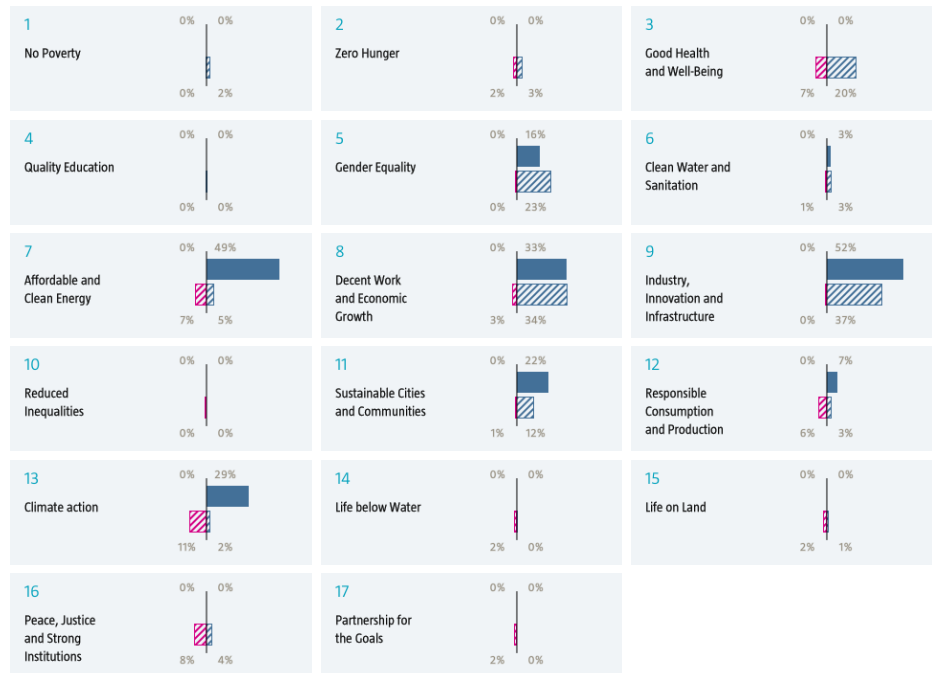 1
0% 0%
No Poverty
0% 2%
2
0% 0%
Zero Hunger
2% 3%
3
0% 0%
Good Health
and Well-Being
7% 20%
4
0% 0%
Quality Education
0% 0%
5
0% 16%
Gender Equality
0% 23%
6
0% 3%
Clean Water and
Sanitation
1% 3%
7
0% 49%
Affordable and
Clean Energy
7% 5%
8
0% 33%
Decent Work
and Economic
Growth
3% 34%
9
0% 52%
Industry,
Innovation and
Infrastructure
0% 37%
10
0% 0%
Reduced
Inequalities
0% 0%
11
0% 22%
Sustainable Cities
and Communities
1% 12%
12
0% 7%
Responsible
Consumption
and Production
6% 3%
13
0% 29%
Climate action
11% 2%
14
0% 0%
Life below Water
2% 0%
15
0% 0%
Life on Land
2% 1%
16
0% 0%
Peace, Justice
and Strong
Institutions
8% 4%
17
0% 0%
Partnership for
the Goals
2% 0%